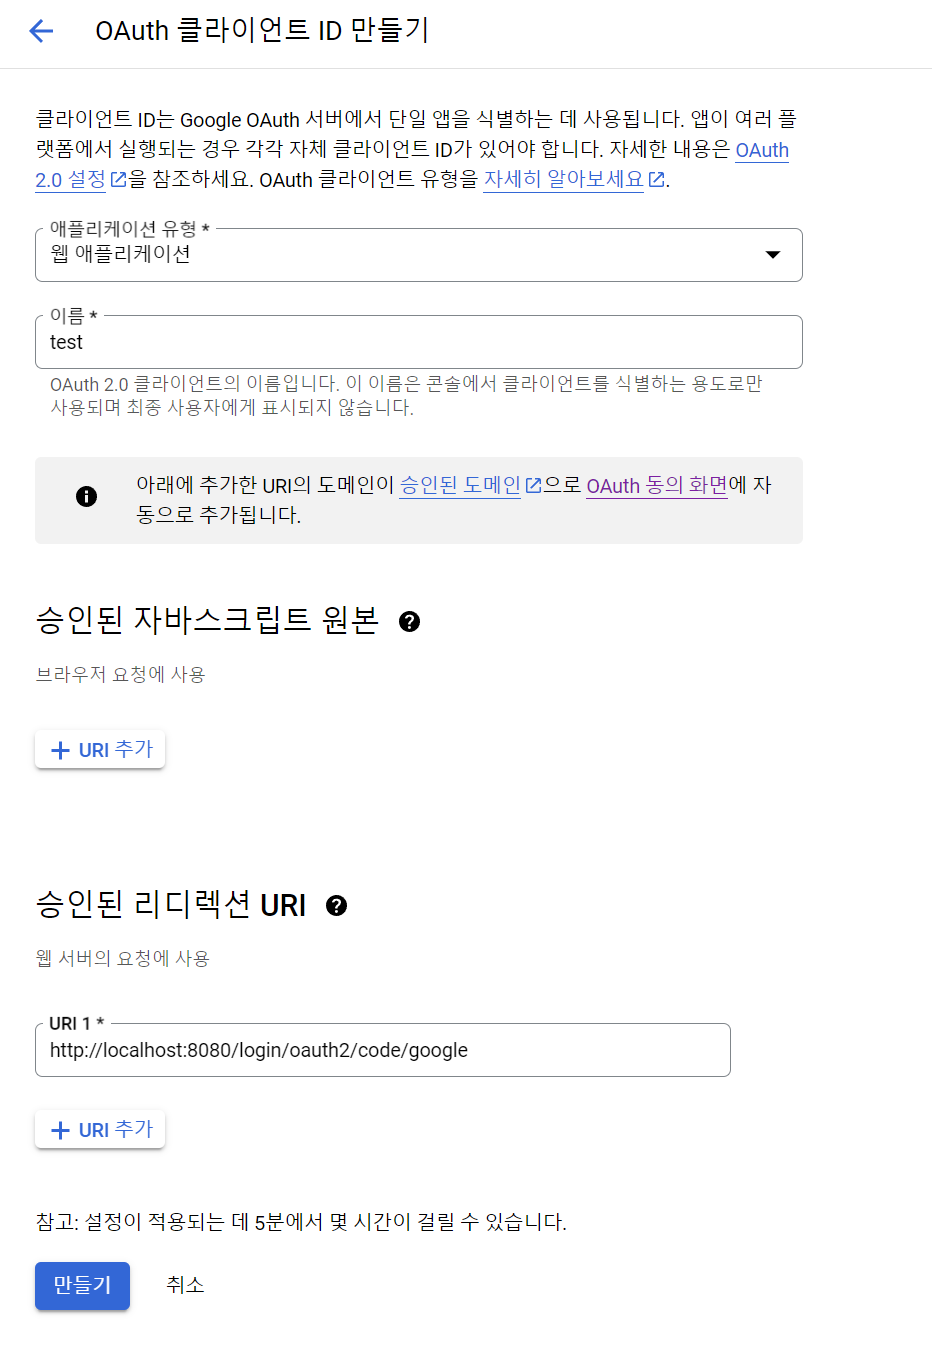 OAuth 클라이언트 ID 만들기
클라이언트 ID는 Google OAuth 서버에서 단일 앱을 식별하는 데 사용됩니다. 앱이 여러 플
랫폼에서 실행되는 경우 각각 자체 클라이언트 ID가 있어야 합니다. 자세한 내용은 OAuth
2.0 설정을 참조하세요. OAuth 클라이언트 유형을 자세히 알아보세요.
애플리케이션 유형 *
웹 애플리케이션
이름 *
test
OAuth 2.0 클라이언트의 이름입니다. 이 이름은 콘솔에서 클라이언트를 식별하는 용도로만
사용되며 최종 사용자에게 표시되지 않습니다.
아래에 추가한 URI의 도메인이 승인된 도메인으로 OAuth 동의 화면에 자
동으로 추가됩니다.
승인된 자바스크립트 원본
브라우저 요청에 사용
+ URI 추가
승인된 리디렉션 URI
웹 서버의 요청에 사용
URI 1 *
http://localhost:8080/login/oauth2/code/google
+ URI 추가
참고: 설정이 적용되는 데 5분에서 몇 시간이 걸릴 수 있습니다.
만들기 취소